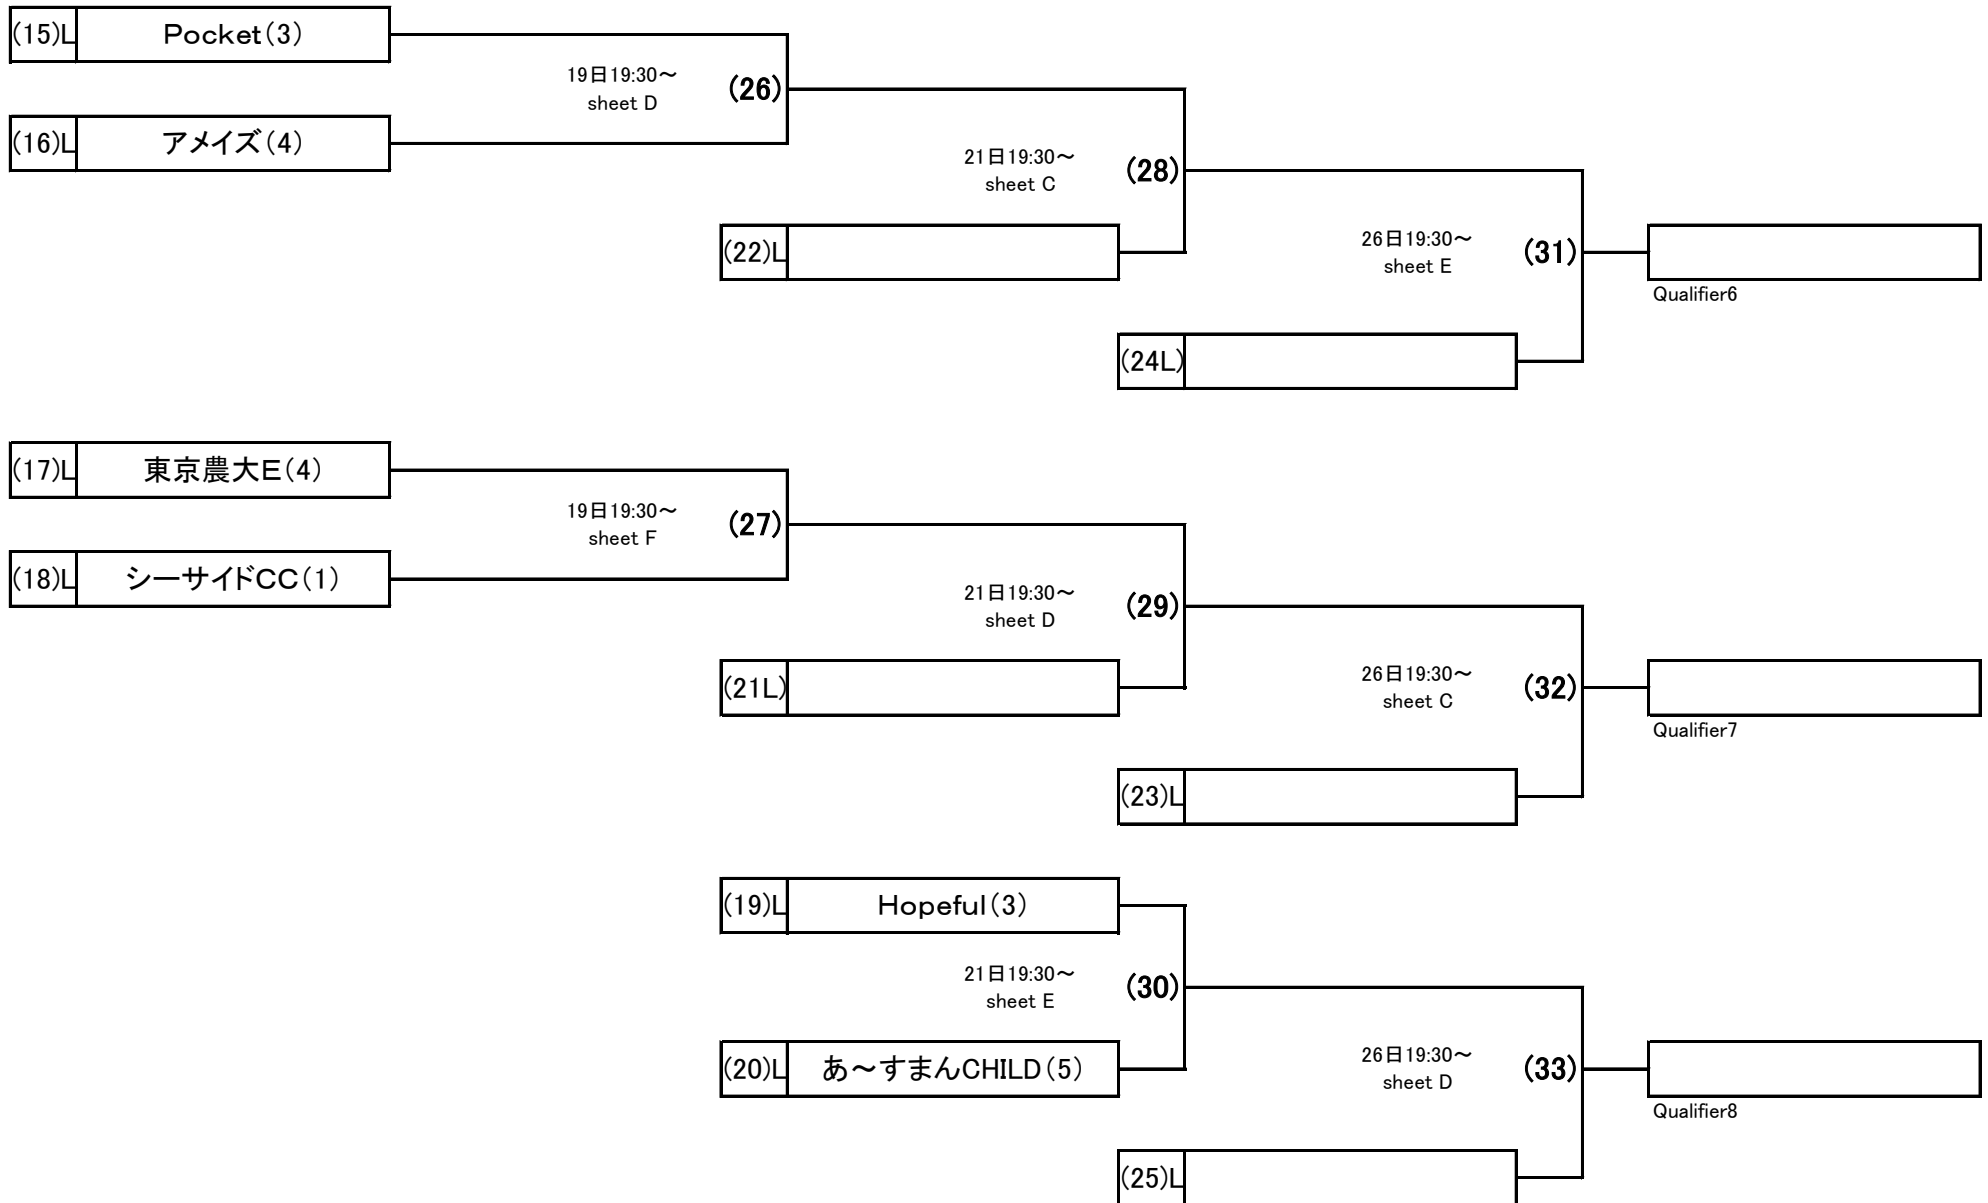 (15)L Pocket(3)
19日19:30～
sheet D
(26)
(16)L アメイズ(4)
21日19:30～
sheet C
(28)
(22)L
26日19:30～
sheet E
(31)
Qualifier6
(24L)
(17)L 東京農大E(4)
19日19:30～
sheet F
(27)
(18)L シーサイドCC(1)
21日19:30～
sheet D
(29)
(21L)
26日19:30～
sheet C
(32)
Qualifier7
(23)L
(19)L Hopeful(3)
21日19:30～
sheet E
(30)
(20)L あ～すまんCHILD(5)
26日19:30～
sheet D
(33)
Qualifier8
(25)L